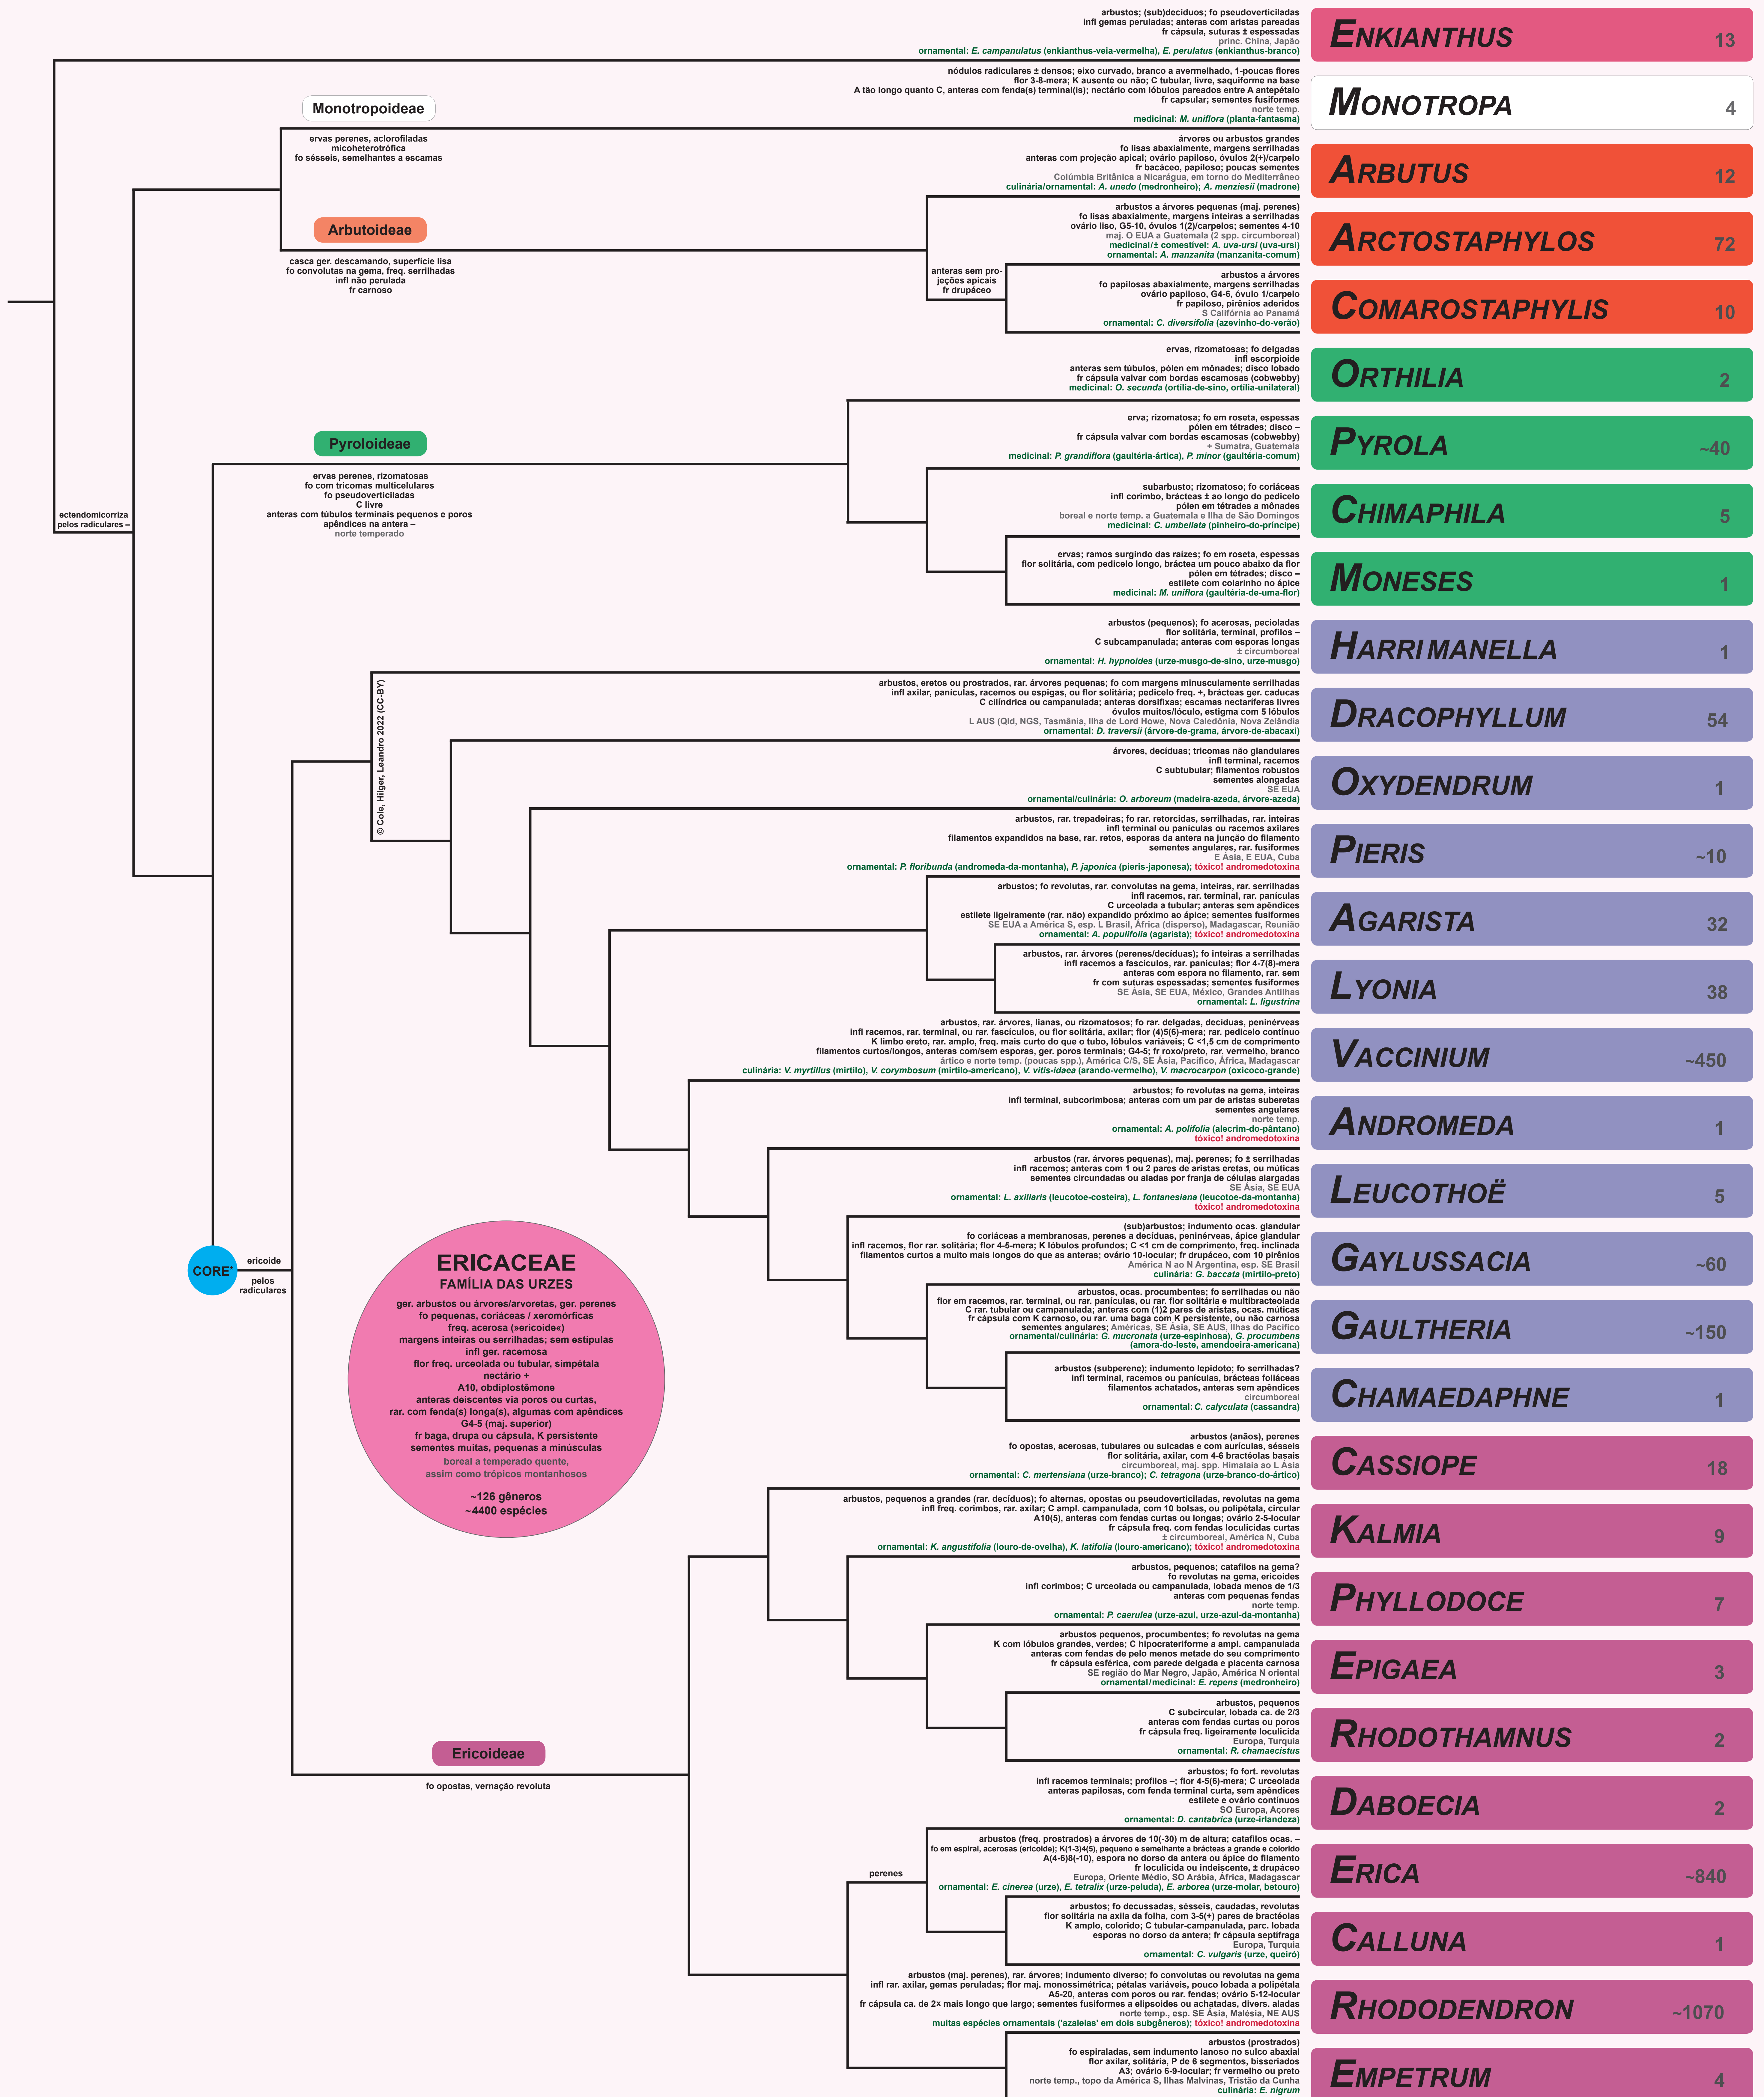 arbustos; (sub)decíduos; fo pseudoverticiladas
infl gemas peruladas; anteras com aristas pareadas
fr cápsula, suturas ± espessadas
princ. China, Japão
ornamental: E. campanulatus (enkianthus-veia-vermelha), E. perulatus (enkianthus-branco)
ENKIANTHUS 13
nódulos radiculares ± densos; eixo curvado, branco a avermelhado, 1-poucas flores
flor 3-8-mera; K ausente ou não; C tubular, livre, saquiforme na base
A tão longo quanto C, anteras com fenda(s) terminal(is); nectário com lóbulos pareados entre A antepétalo
fr capsular; sementes fusiformes
norte temp.
medicinal: M. uniflora (planta-fantasma)
MONOTROPA 4
Monotropoideae
ervas perenes, aclorofiladas
micoheterotrófica
fo sésseis, semelhantes a escamas
árvores ou arbustos grandes
fo lisas abaxialmente, margens serrilhadas
anteras com projeção apical; ovário papiloso, óvulos 2(+)/carpelo
fr bacáceo, papiloso; poucas sementes
Colúmbia Britânica a Nicarágua, em torno do Mediterrâneo
culinária/ornamental: A. unedo (medronheiro); A. menziesii (madrone)
ARBUTUS 12
Arbutoideae
casca ger. descamando, superfície lisa
fo convolutas na gema, freq. serrilhadas
infl não perulada
fr carnoso
arbustos a árvores pequenas (maj. perenes)
fo lisas abaxialmente, margens inteiras a serrilhadas
ovário liso, G5-10, óvulos 1(2)/carpelos; sementes 4-10
maj. O EUA a Guatemala (2 spp. circumboreal)
medicinal/± comestível: A. uva-ursi (uva-ursi)
ornamental: A. manzanita (manzanita-comum)
ARCTOSTAPHYLOS 72
anteras sem pro-
jeções apicais
fr drupáceo
arbustos a árvores
fo papilosas abaxialmente, margens serrilhadas
ovário papiloso, G4-6, óvulo 1/carpelo
fr papiloso, pirênios aderidos
S Califórnia ao Panamá
ornamental: C. diversifolia (azevinho-do-verão)
COMAROSTAPHYLIS 10
ervas, rizomatosas; fo delgadas
infl escorpioide
anteras sem túbulos, pólen em mônades; disco lobado
fr cápsula valvar com bordas escamosas (cobwebby)
medicinal: O. secunda (ortília-de-sino, ortília-unilateral)
ORTHILIA 2
erva; rizomatosa; fo em roseta, espessas
pólen em tétrades; disco –
fr cápsula valvar com bordas escamosas (cobwebby)
+ Sumatra, Guatemala
medicinal: P. grandiflora (gaultéria-ártica), P. minor (gaultéria-comum)
PYROLA ~40
Pyroloideae
ervas perenes, rizomatosas
fo com tricomas multicelulares
fo pseudoverticiladas
C livre
anteras com túbulos terminais pequenos e poros
apêndices na antera –
norte temperado
ectendomicorriza
pelos radiculares –
subarbusto; rizomatoso; fo coriáceas
infl corimbo, brácteas ± ao longo do pedicelo
pólen em tétrades a mônades
boreal e norte temp. a Guatemala e Ilha de São Domingos
medicinal: C. umbellata (pinheiro-do-príncipe)
CHIMAPHILA 5
ervas; ramos surgindo das raízes; fo em roseta, espessas
flor solitária, com pedicelo longo, bráctea um pouco abaixo da flor
pólen em tétrades; disco –
estilete com colarinho no ápice
medicinal: M. uniflora (gaultéria-de-uma-flor)
MONESES 1
arbustos (pequenos); fo acerosas, pecioladas
flor solitária, terminal, profilos –
C subcampanulada; anteras com esporas longas
± circumboreal
ornamental: H. hypnoides (urze-musgo-de-sino, urze-musgo)
HARRIMANELLA 1
© Cole, Hilger, Leandro 2022 (CC-BY)
arbustos, eretos ou prostrados, rar. árvores pequenas; fo com margens minusculamente serrilhadas
infl axilar, panículas, racemos ou espigas, ou flor solitária; pedicelo freq. +, brácteas ger. caducas
C cilíndrica ou campanulada; anteras dorsifixas; escamas nectaríferas livres
óvulos muitos/lóculo, estigma com 5 lóbulos
L AUS (Qld, NGS, Tasmânia, Ilha de Lord Howe, Nova Caledônia, Nova Zelândia
ornamental: D. traversii (árvore-de-grama, árvore-de-abacaxi)
DRACOPHYLLUM 54
árvores, decíduas; tricomas não glandulares
infl terminal, racemos
C subtubular; filamentos robustos
sementes alongadas
SE EUA
ornamental/culinária: O. arboreum (madeira-azeda, árvore-azeda)
OXYDENDRUM 1
arbustos, rar. trepadeiras; fo rar. retorcidas, serrilhadas, rar. inteiras
infl terminal ou panículas ou racemos axilares
filamentos expandidos na base, rar. retos, esporas da antera na junção do filamento
sementes angulares, rar. fusiformes
E Ásia, E EUA, Cuba
ornamental: P. floribunda (andromeda-da-montanha), P. japonica (pieris-japonesa); tóxico! andromedotoxina
PIERIS ~10
arbustos; fo revolutas, rar. convolutas na gema, inteiras, rar. serrilhadas
infl racemos, rar. terminal, rar. panículas
C urceolada a tubular; anteras sem apêndices
estilete ligeiramente (rar. não) expandido próximo ao ápice; sementes fusiformes
SE EUA a América S, esp. L Brasil, África (disperso), Madagascar, Reunião
ornamental: A. populifolia (agarista); tóxico! andromedotoxina
AGARISTA 32
arbustos, rar. árvores (perenes/decíduas); fo inteiras a serrilhadas
infl racemos a fascículos, rar. panículas; flor 4-7(8)-mera
anteras com espora no filamento, rar. sem
fr com suturas espessadas; sementes fusiformes
SE Ásia, SE EUA, México, Grandes Antilhas
ornamental: L. ligustrina
LYONIA 38
arbustos, rar. árvores, lianas, ou rizomatosos; fo rar. delgadas, decíduas, peninérveas
infl racemos, rar. terminal, ou rar. fascículos, ou flor solitária, axilar; flor (4)5(6)-mera; rar. pedicelo contínuo
K limbo ereto, rar. amplo, freq. mais curto do que o tubo, lóbulos variáveis; C <1,5 cm de comprimento
filamentos curtos/longos, anteras com/sem esporas, ger. poros terminais; G4-5; fr roxo/preto, rar. vermelho, branco
ártico e norte temp. (poucas spp.), América C/S, SE Ásia, Pacífico, África, Madagascar
culinária: V. myrtillus (mirtilo), V. corymbosum (mirtilo-americano), V. vitis-idaea (arando-vermelho), V. macrocarpon (oxicoco-grande)
VACCINIUM ~450
arbustos; fo revolutas na gema, inteiras
infl terminal, subcorimbosa; anteras com um par de aristas suberetas
sementes angulares
norte temp.
ornamental: A. polifolia (alecrim-do-pântano)
tóxico! andromedotoxina
ANDROMEDA 1
arbustos (rar. árvores pequenas), maj. perenes; fo ± serrilhadas
infl racemos; anteras com 1 ou 2 pares de aristas eretas, ou múticas
sementes circundadas ou aladas por franja de células alargadas
SE Ásia, SE EUA
ornamental: L. axillaris (leucotoe-costeira), L. fontanesiana (leucotoe-da-montanha)
tóxico! andromedotoxina
LEUCOTHOË 5
(sub)arbustos; indumento ocas. glandular
fo coriáceas a membranosas, perenes a decíduas, peninérveas, ápice glandular
infl racemos, flor rar. solitária; flor 4-5-mera; K lóbulos profundos; C <1 cm de comprimento, freq. inclinada
filamentos curtos a muito mais longos do que as anteras; ovário 10-locular; fr drupáceo, com 10 pirênios
América N ao N Argentina, esp. SE Brasil
culinária: G. baccata (mirtilo-preto)
GAYLUSSACIA ~60
CORE*
ericoide
pelos
radiculares
arbustos, ocas. procumbentes; fo serrilhadas ou não
flor em racemos, rar. terminal, ou rar. panículas, ou rar. flor solitária e multibracteolada
C rar. tubular ou campanulada; anteras com (1)2 pares de aristas, ocas. múticas
fr cápsula com K carnoso, ou rar. uma baga com K persistente, ou não carnosa
sementes angulares; Américas, SE Ásia, SE AUS, Ilhas do Pacífico
ornamental/culinária: G. mucronata (urze-espinhosa), G. procumbens
(amora-do-leste, amendoeira-americana)
GAULTHERIA ~150
arbustos (subperene); indumento lepidoto; fo serrilhadas?
infl terminal, racemos ou panículas, brácteas foliáceas
filamentos achatados, anteras sem apêndices
circumboreal
ornamental: C. calyculata (cassandra)
CHAMAEDAPHNE 1
ERICACEAE
FAMÍLIA DAS URZES
ger. arbustos ou árvores/arvoretas, ger. perenes
fo pequenas, coriáceas / xeromórficas
freq. acerosa (»ericoide«)
margens inteiras ou serrilhadas; sem estípulas
infl ger. racemosa
flor freq. urceolada ou tubular, simpétala
nectário +
A10, obdiplostêmone
anteras deiscentes via poros ou curtas,
rar. com fenda(s) longa(s), algumas com apêndices
G4-5 (maj. superior)
fr baga, drupa ou cápsula, K persistente
sementes muitas, pequenas a minúsculas
boreal a temperado quente,
assim como trópicos montanhosos
~126 gêneros
~4400 espécies
arbustos (anãos), perenes
fo opostas, acerosas, tubulares ou sulcadas e com aurículas, sésseis
flor solitária, axilar, com 4-6 bractéolas basais
circumboreal, maj. spp. Himalaia ao L Ásia
ornamental: C. mertensiana (urze-branco); C. tetragona (urze-branco-do-ártico)
CASSIOPE 18
arbustos, pequenos a grandes (rar. decíduos); fo alternas, opostas ou pseudoverticiladas, revolutas na gema
infl freq. corimbos, rar. axilar; C ampl. campanulada, com 10 bolsas, ou polipétala, circular
A10(5), anteras com fendas curtas ou longas; ovário 2-5-locular
fr cápsula freq. com fendas loculicidas curtas
± circumboreal, América N, Cuba
ornamental: K. angustifolia (louro-de-ovelha), K. latifolia (louro-americano); tóxico! andromedotoxina
KALMIA 9
arbustos, pequenos; catafilos na gema?
fo revolutas na gema, ericoides
infl corimbos; C urceolada ou campanulada, lobada menos de 1/3
anteras com pequenas fendas
norte temp.
ornamental: P. caerulea (urze-azul, urze-azul-da-montanha)
PHYLLODOCE 7
arbustos pequenos, procumbentes; fo revolutas na gema
K com lóbulos grandes, verdes; C hipocrateriforme a ampl. campanulada
anteras com fendas de pelo menos metade do seu comprimento
fr cápsula esférica, com parede delgada e placenta carnosa
SE região do Mar Negro, Japão, América N oriental
ornamental/medicinal: E. repens (medronheiro)
EPIGAEA 3
arbustos, pequenos
C subcircular, lobada ca. de 2/3
anteras com fendas curtas ou poros
fr cápsula freq. ligeiramente loculicida
Europa, Turquia
ornamental: R. chamaecistus
RHODOTHAMNUS 2
Ericoideae
fo opostas, vernação revoluta
arbustos; fo fort. revolutas
infl racemos terminais; profilos –; flor 4-5(6)-mera; C urceolada
anteras papilosas, com fenda terminal curta, sem apêndices
estilete e ovário contínuos
SO Europa, Açores
ornamental: D. cantabrica (urze-irlandeza)
DABOECIA 2
perenes
arbustos (freq. prostrados) a árvores de 10(-30) m de altura; catafilos ocas. –
fo em espiral, acerosas (ericoide); K(1-3)4(5), pequeno e semelhante a brácteas a grande e colorido
A(4-6)8(-10), espora no dorso da antera ou ápice do filamento
fr loculicida ou indeiscente, ± drupáceo
Europa, Oriente Médio, SO Arábia, África, Madagascar
ornamental: E. cinerea (urze), E. tetralix (urze-peluda), E. arborea (urze-molar, betouro)
ERICA ~840
arbustos; fo decussadas, sésseis, caudadas, revolutas
flor solitária na axila da folha, com 3-5(+) pares de bractéolas
K amplo, colorido; C tubular-campanulada, parc. lobada
esporas no dorso da antera; fr cápsula septífraga
Europa, Turquia
ornamental: C. vulgaris (urze, queiró)
CALLUNA 1
arbustos (maj. perenes), rar. árvores; indumento diverso; fo convolutas ou revolutas na gema
infl rar. axilar, gemas peruladas; flor maj. monossimétrica; pétalas variáveis, pouco lobada a polipétala
A5-20, anteras com poros ou rar. fendas; ovário 5-12-locular
fr cápsula ca. de 2× mais longo que largo; sementes fusiformes a elipsoides ou achatadas, divers. aladas
norte temp., esp. SE Ásia, Malésia, NE AUS
muitas espécies ornamentais ('azaleias' em dois subgêneros); tóxico! andromedotoxina
RHODODENDRON ~1070
arbustos (prostrados)
fo espiraladas, sem indumento lanoso no sulco abaxial
flor axilar, solitária, P de 6 segmentos, bisseriados
A3; ovário 6-9-locular; fr vermelho ou preto
norte temp., topo da América S, Ilhas Malvinas, Tristão da Cunha
culinária: E. nigrum
EMPETRUM 4